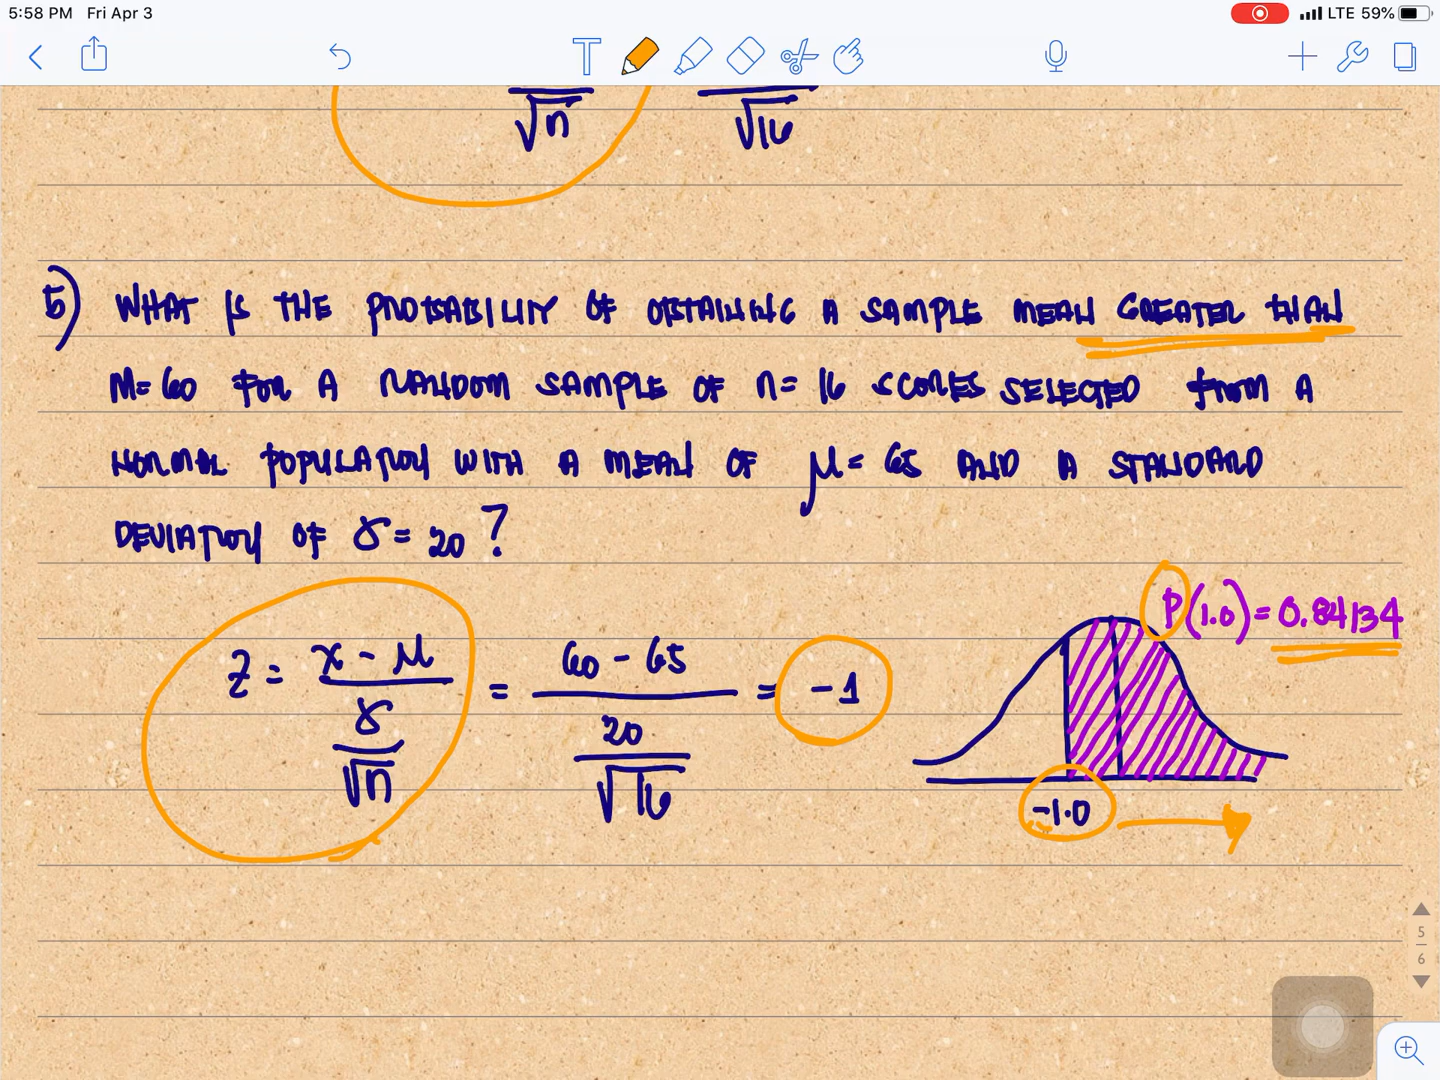 5:58 PM Fri Apr 3
LTE 59%
T
√n √16
5) WHAT IS THE PROBABILITY OF OBTAINING A SAMPLE MEAN GREATER THAN
M=60 FOR A RANDOM SAMPLE OF n=16 SCORES SELECTED FROM A
NORMAL POPULATION WITH A MEAN OF μ=65 AND A STANDARD
DEVIATION OF σ=20?
P(1.0)=0.84134
z = x-μ / σ/√n = 60-65 / 20/√16 = -1
-1.0
5
6